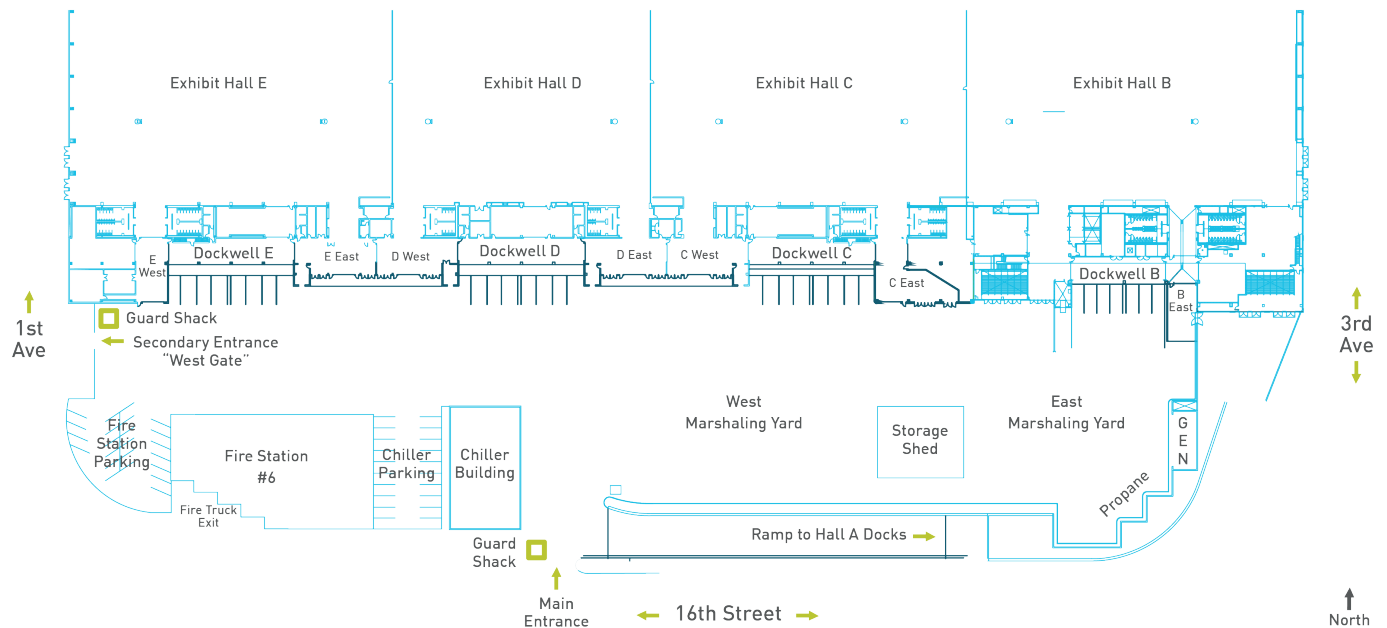 Exhibit Hall E
Exhibit Hall D
Exhibit Hall C
Exhibit Hall B
E
West
Dockwell E
E East
D West
Dockwell D
D East
C West
Dockwell C
C East
Dockwell B
B
East
1st
Ave
Guard Shack
Secondary Entrance
"West Gate"
3rd
Ave
Fire
Station
Parking
Fire Station
#6
Fire Truck
Exit
Chiller
Parking
Chiller
Building
West
Marshaling Yard
Storage
Shed
East
Marshaling Yard
G
E
N
Propane
Ramp to Hall A Docks
Guard
Shack
Main
Entrance
16th Street
North